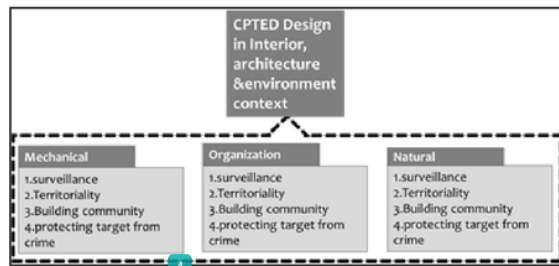 CPTED Design
in Interior,
architecture
&environment
context
Mechanical
1.surveillance
2.Territoriality
3.Building community
4.protecting target from
crime
Organization
1.surveillance
2.Territoriality
3.Building community
4.protecting target from
crime
Natural
1.surveillance
2.Territoriality
3.Building community
4.protecting target from
crime